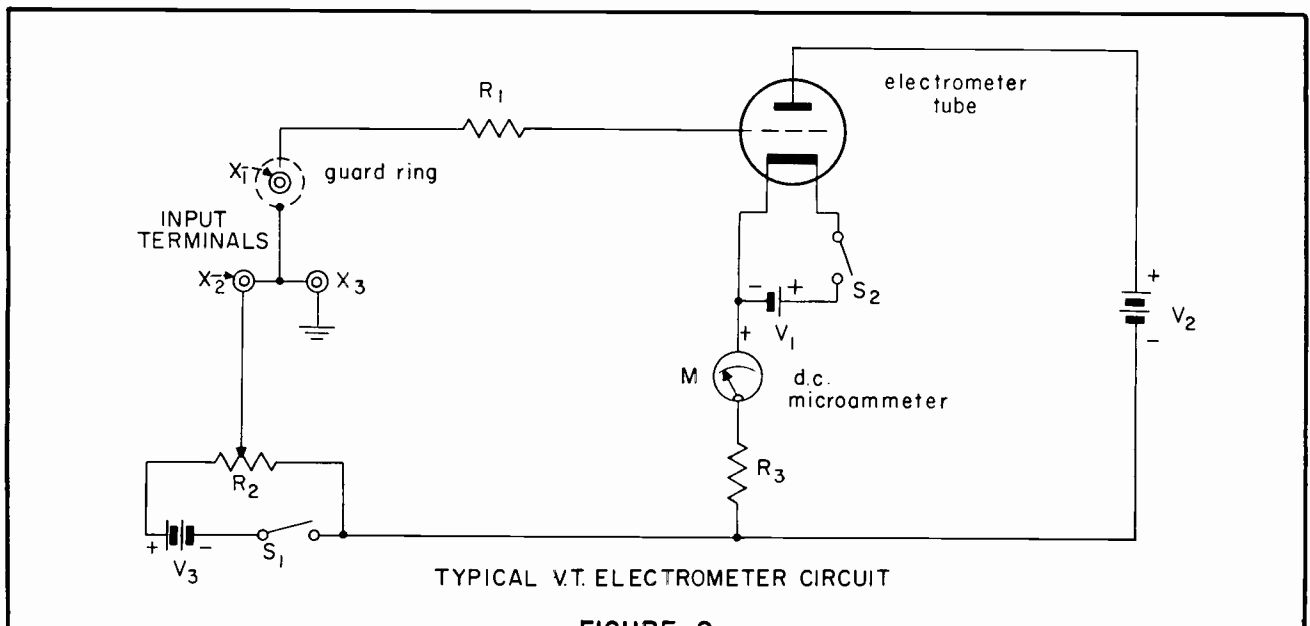 R1
electrometer
tube
X1
guard ring
INPUT
TERMINALS
X2
X3
- +
S2
V1
+
V2
-
+
M
d.c.
microammeter
R2
R3
+ -
V3
S1
TYPICAL V.T. ELECTROMETER CIRCUIT